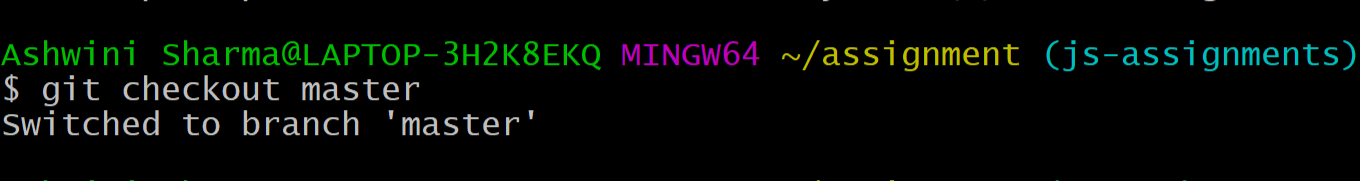 Ashwini Sharma@LAPTOP-3H2K8EKQ MINGW64 ~/assignment (js-assignments)
$ git checkout master
Switched to branch 'master'